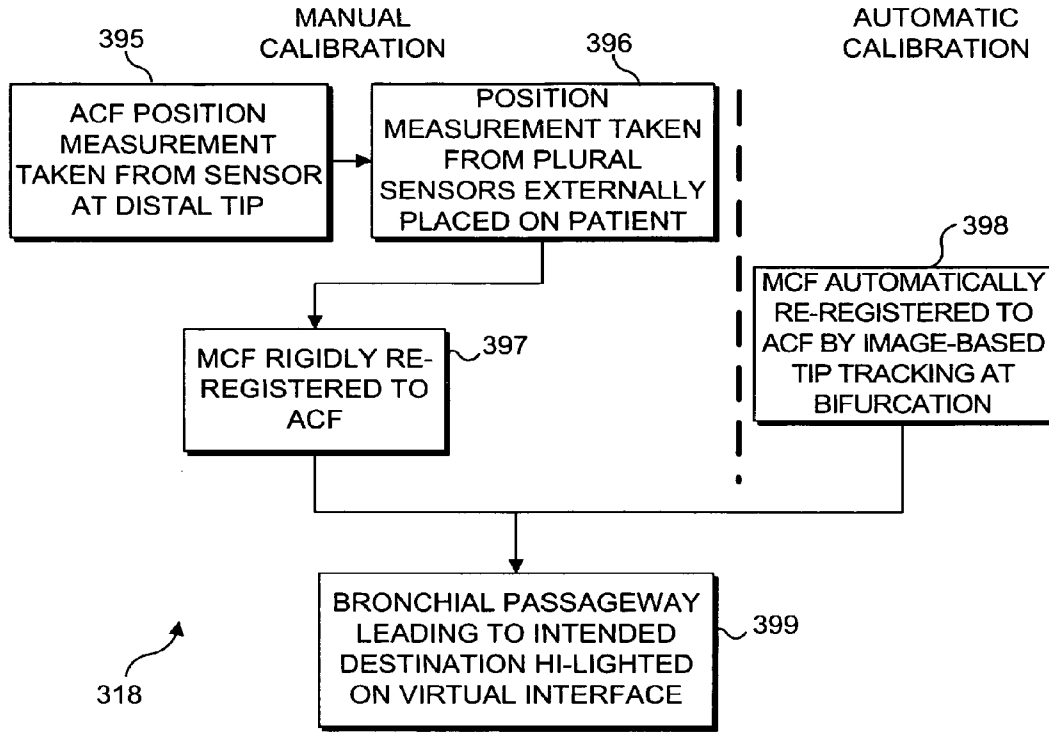 MANUAL
CALIBRATION
AUTOMATIC
CALIBRATION
395
396
ACF POSITION
MEASUREMENT
TAKEN FROM SENSOR
AT DISTAL TIP
POSITION
MEASUREMENT TAKEN
FROM PLURAL
SENSORS EXTERNALLY
PLACED ON PATIENT
398
MCF AUTOMATICALLY
RE-REGISTERED TO
ACF BY IMAGE-BASED
TIP TRACKING AT
BIFURCATION
397
MCF RIGIDLY RE-
REGISTERED TO
ACF
BRONCHIAL PASSAGEWAY
LEADING TO INTENDED
DESTINATION HI-LIGHTED
ON VIRTUAL INTERFACE
399
318